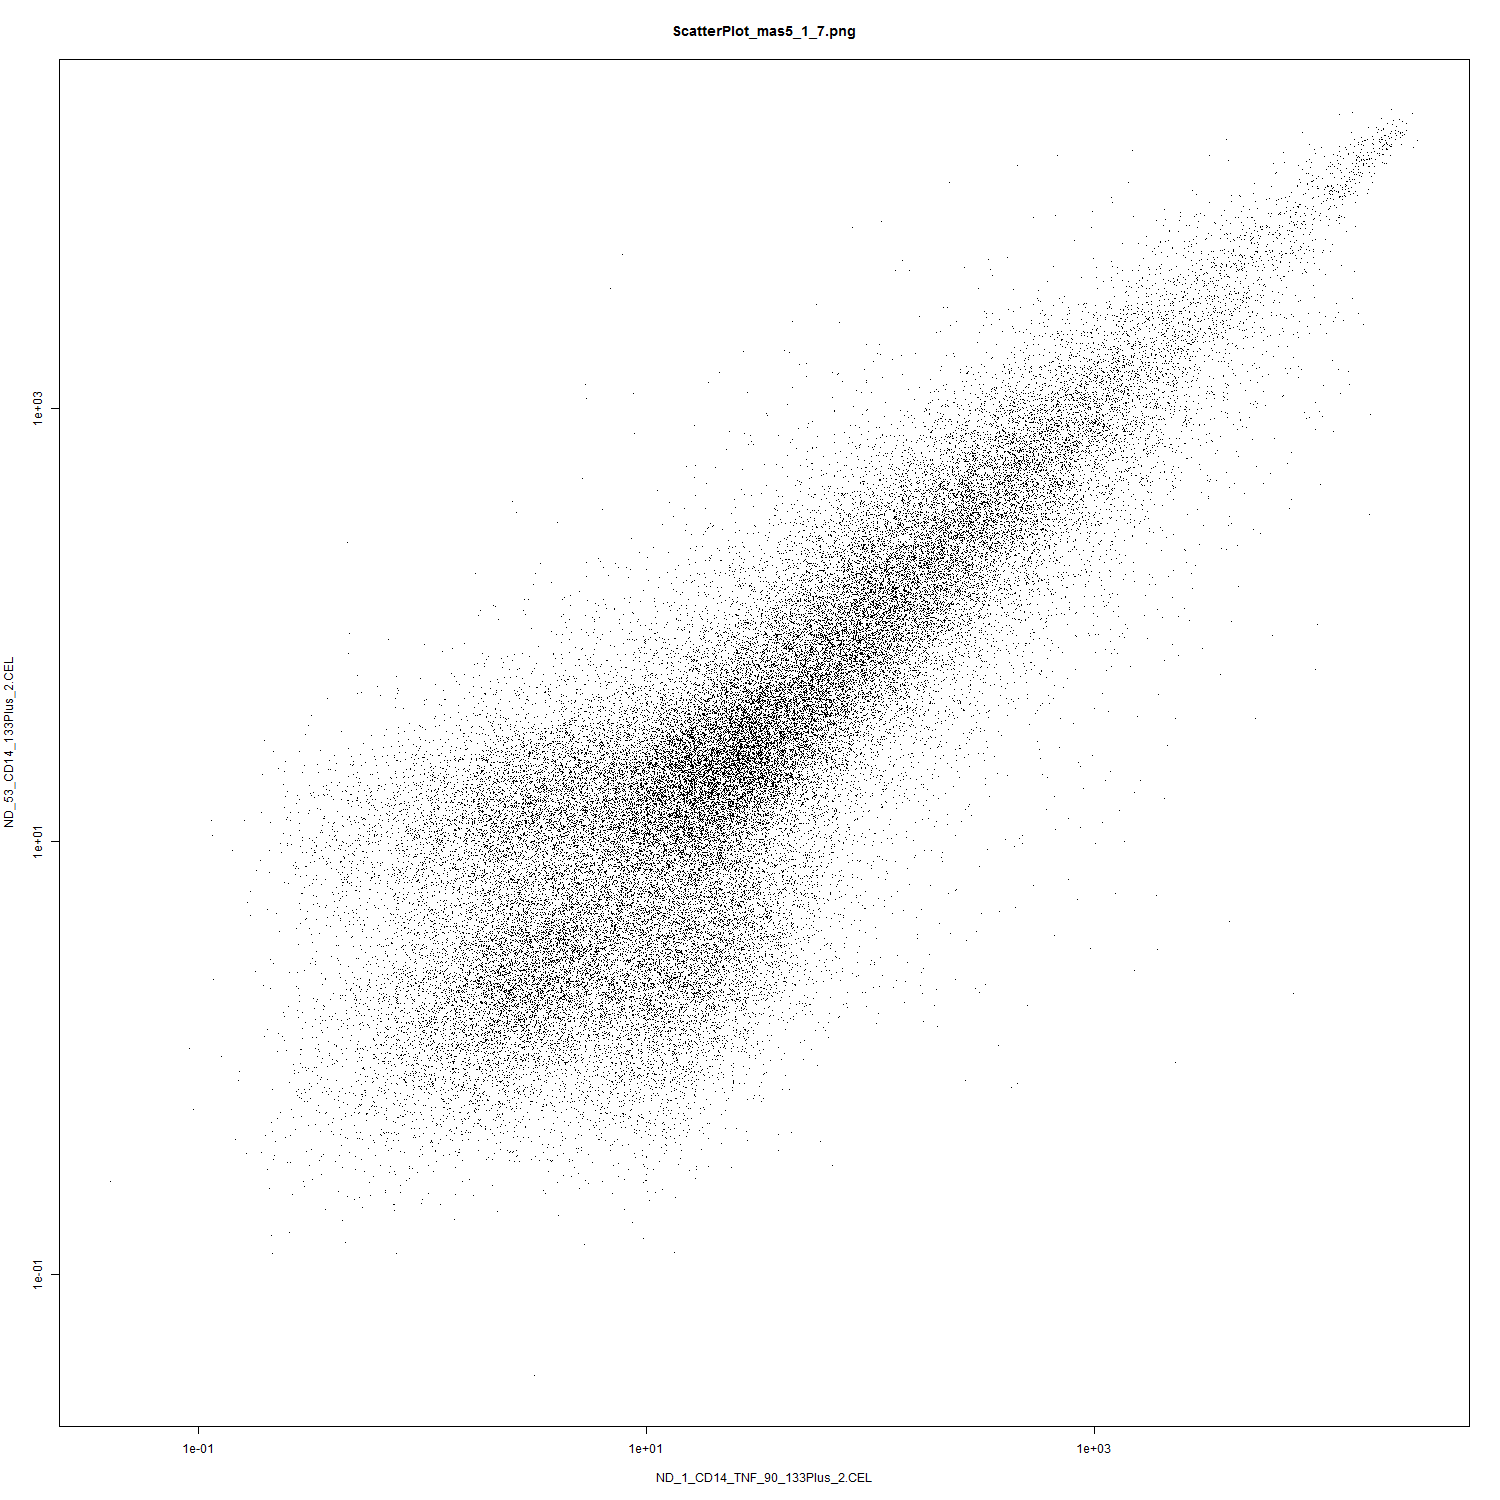 ScatterPlot_mas5_1_7.png
1e+03
1e+01
1e-01
ND_53_CD14_133Plus_2.CEL
1e-01
1e+01
1e+03
ND_1_CD14_TNF_90_133Plus_2.CEL